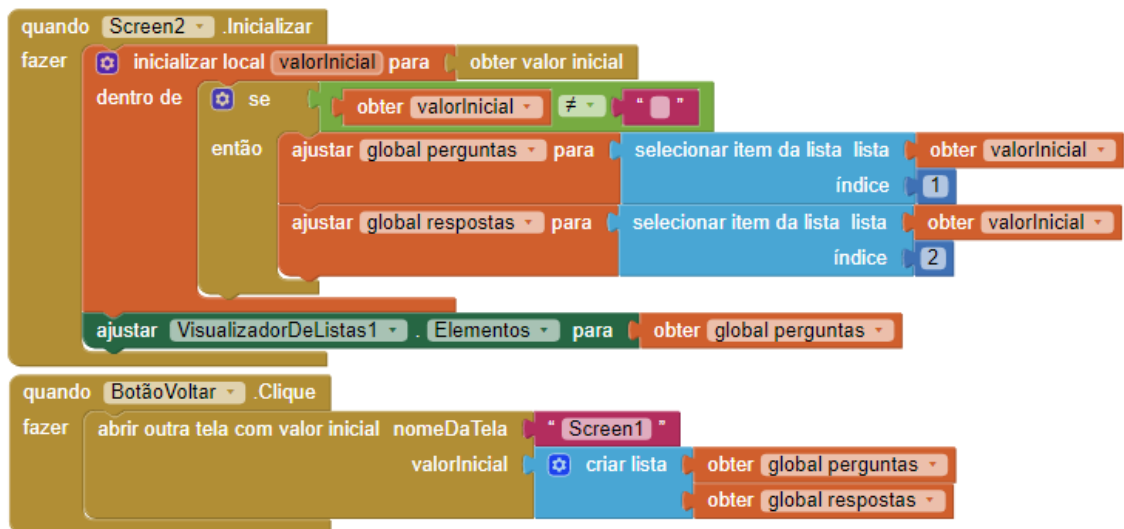 quando Screen2 .Inicializar
fazer inicializar local valorInicial para obter valor inicial
dentro de se obter valorInicial ≠ " "
então ajustar global perguntas para selecionar item da lista lista obter valorInicial
índice 1
ajustar global respostas para selecionar item da lista lista obter valorInicial
índice 2
ajustar VisualizadorDeListas1 . Elementos para obter global perguntas
quando BotãoVoltar .Clique
fazer abrir outra tela com valor inicial nomeDaTela " Screen1 "
valorInicial criar lista obter global perguntas
obter global respostas